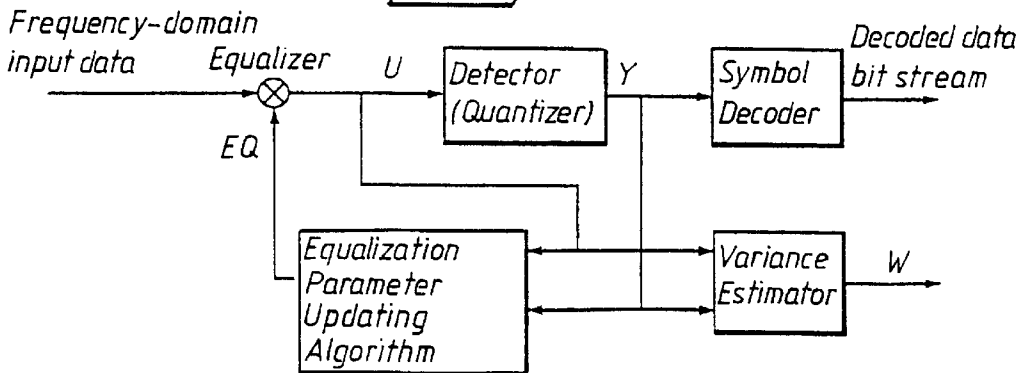 Frequency-domain
input data
Equalizer
U
Detector
(Quantizer)
Y
Symbol
Decoder
Decoded data
bit stream
EQ
Equalization
Parameter
Updating
Algorithm
Variance
Estimator
W